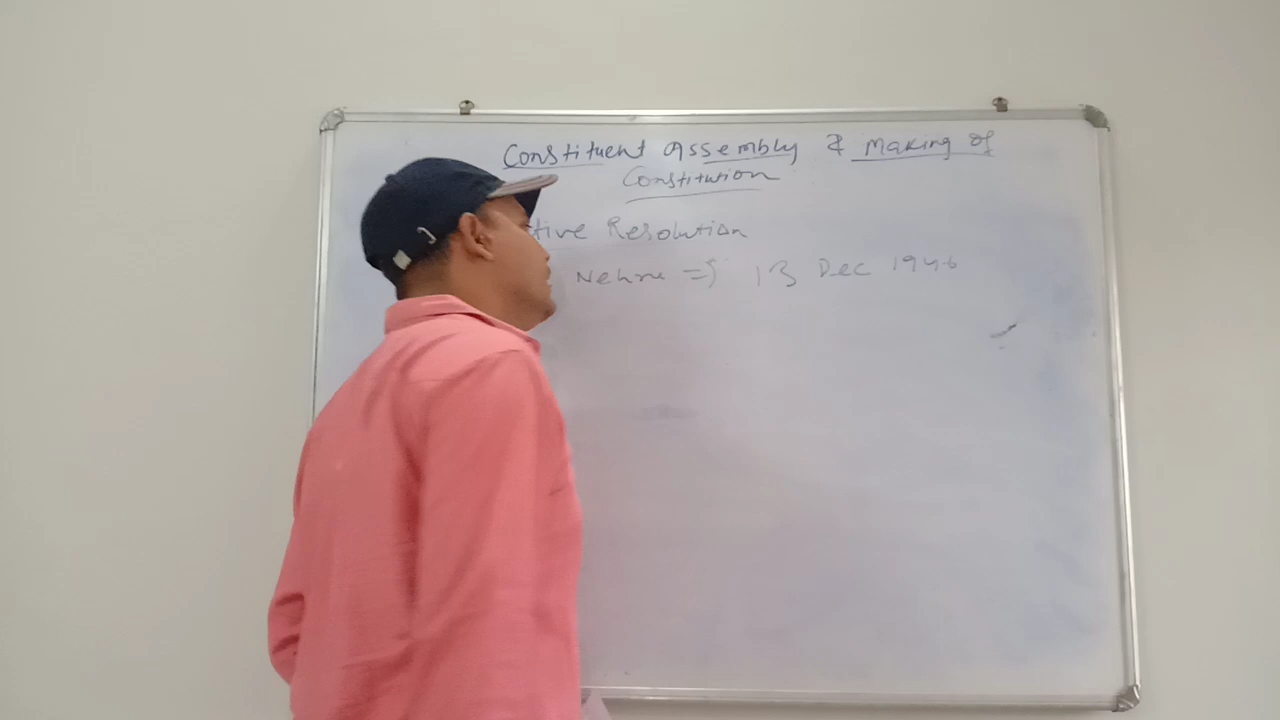 Constituent Assembly & Making of
Constitution
tive Resolution
Nehru => 13 Dec 1946